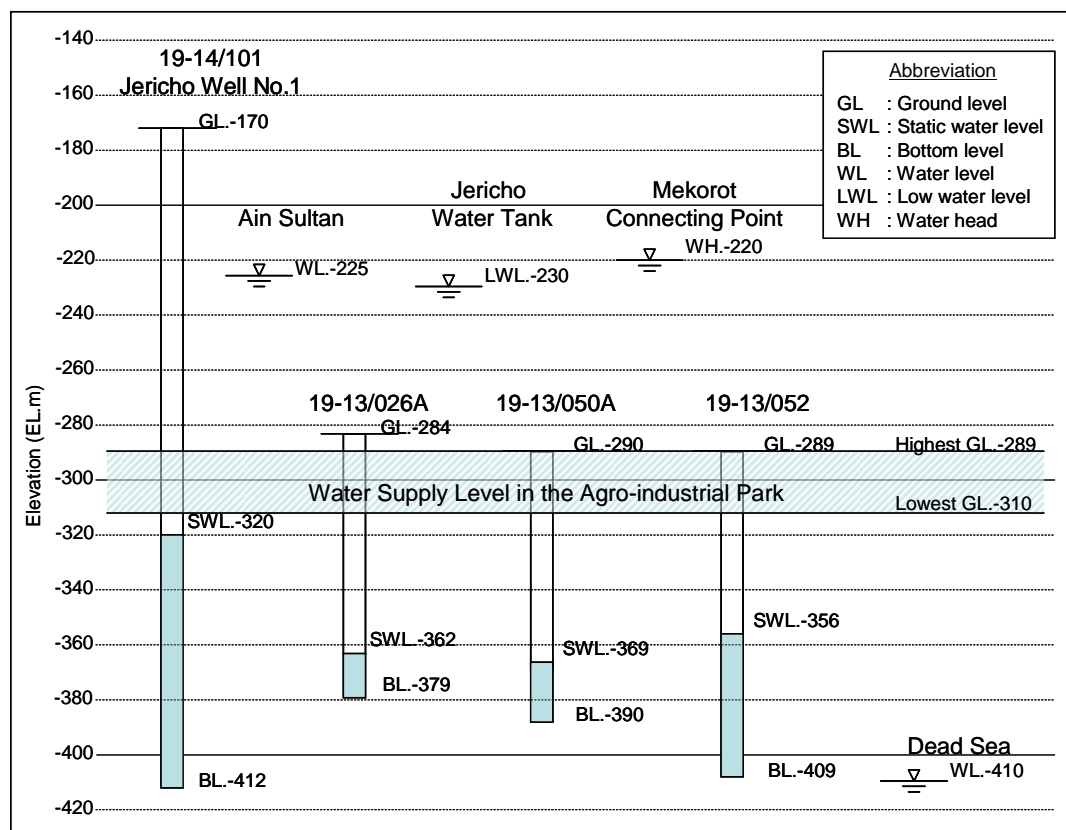 -140
-160
-180
-200
-220
-240
-260
-280
-300
-320
-340
-360
-380
-400
-420
Elevation (EL.m)
19-14/101
Jericho Well No.1
GL.-170
SWL.-320
BL.-412
Ain Sultan
WL.-225
Jericho
Water Tank
LWL.-230
Mekorot
Connecting Point
WH.-220
Abbreviation
GL : Ground level
SWL : Static water level
BL : Bottom level
WL : Water level
LWL : Low water level
WH : Water head
19-13/026A
GL.-284
SWL.-362
BL.-379
19-13/050A
GL.-290
SWL.-369
BL.-390
19-13/052
GL.-289
SWL.-356
BL.-409
Highest GL.-289
Water Supply Level in the Agro-industrial Park
Lowest GL.-310
Dead Sea
WL.-410